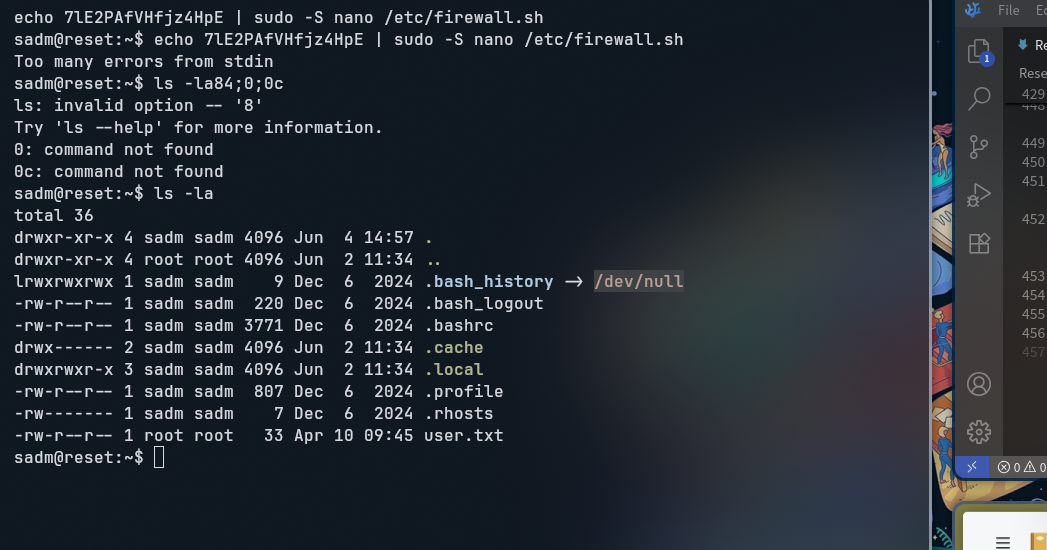 echo 7lE2PAfVHfjz4HpE | sudo -S nano /etc/firewall.sh
sadm@reset:~$ echo 7lE2PAfVHfjz4HpE | sudo -S nano /etc/firewall.sh
Too many errors from stdin
sadm@reset:~$ ls -la84;0;0c
ls: invalid option -- '8'
Try 'ls --help' for more information.
0: command not found
0c: command not found
sadm@reset:~$ ls -la
total 36
drwxr-xr-x 4 sadm sadm 4096 Jun  4 14:57 .
drwxr-xr-x 4 root root 4096 Jun  2 11:34 ..
lrwxrwxrwx 1 sadm sadm    9 Dec  6  2024 .bash_history -> /dev/null
-rw-r--r-- 1 sadm sadm  220 Dec  6  2024 .bash_logout
-rw-r--r-- 1 sadm sadm 3771 Dec  6  2024 .bashrc
drwx------ 2 sadm sadm 4096 Jun  2 11:34 .cache
drwxrwxr-x 3 sadm sadm 4096 Jun  2 11:34 .local
-rw-r--r-- 1 sadm sadm  807 Dec  6  2024 .profile
-rw------- 1 sadm sadm    7 Dec  6  2024 .rhosts
-rw-r--r-- 1 root root   33 Apr 10 09:45 user.txt
sadm@reset:~$
File
1
Rese
429
448
449
450
451
452
453
454
455
456
457
0 0